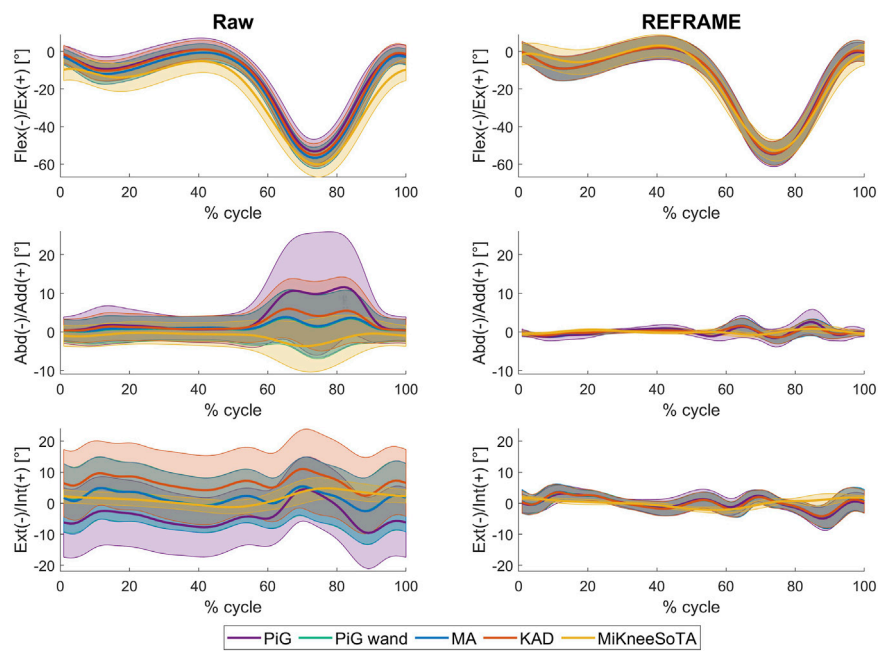 Raw
REFRAME
Flex(-)/Ex(+) [°]
0
-20
-40
-60
0 20 40 60 80 100
% cycle
Flex(-)/Ex(+) [°]
0
-20
-40
-60
0 20 40 60 80 100
% cycle
Abd(-)/Add(+) [°]
20
10
0
-10
0 20 40 60 80 100
% cycle
Abd(-)/Add(+) [°]
20
10
0
-10
0 20 40 60 80 100
% cycle
Ext(-)/Int(+) [°]
20
10
0
-10
-20
0 20 40 60 80 100
% cycle
Ext(-)/Int(+) [°]
20
10
0
-10
-20
0 20 40 60 80 100
% cycle
PiG PiG wand MA KAD MiKneeSoTA